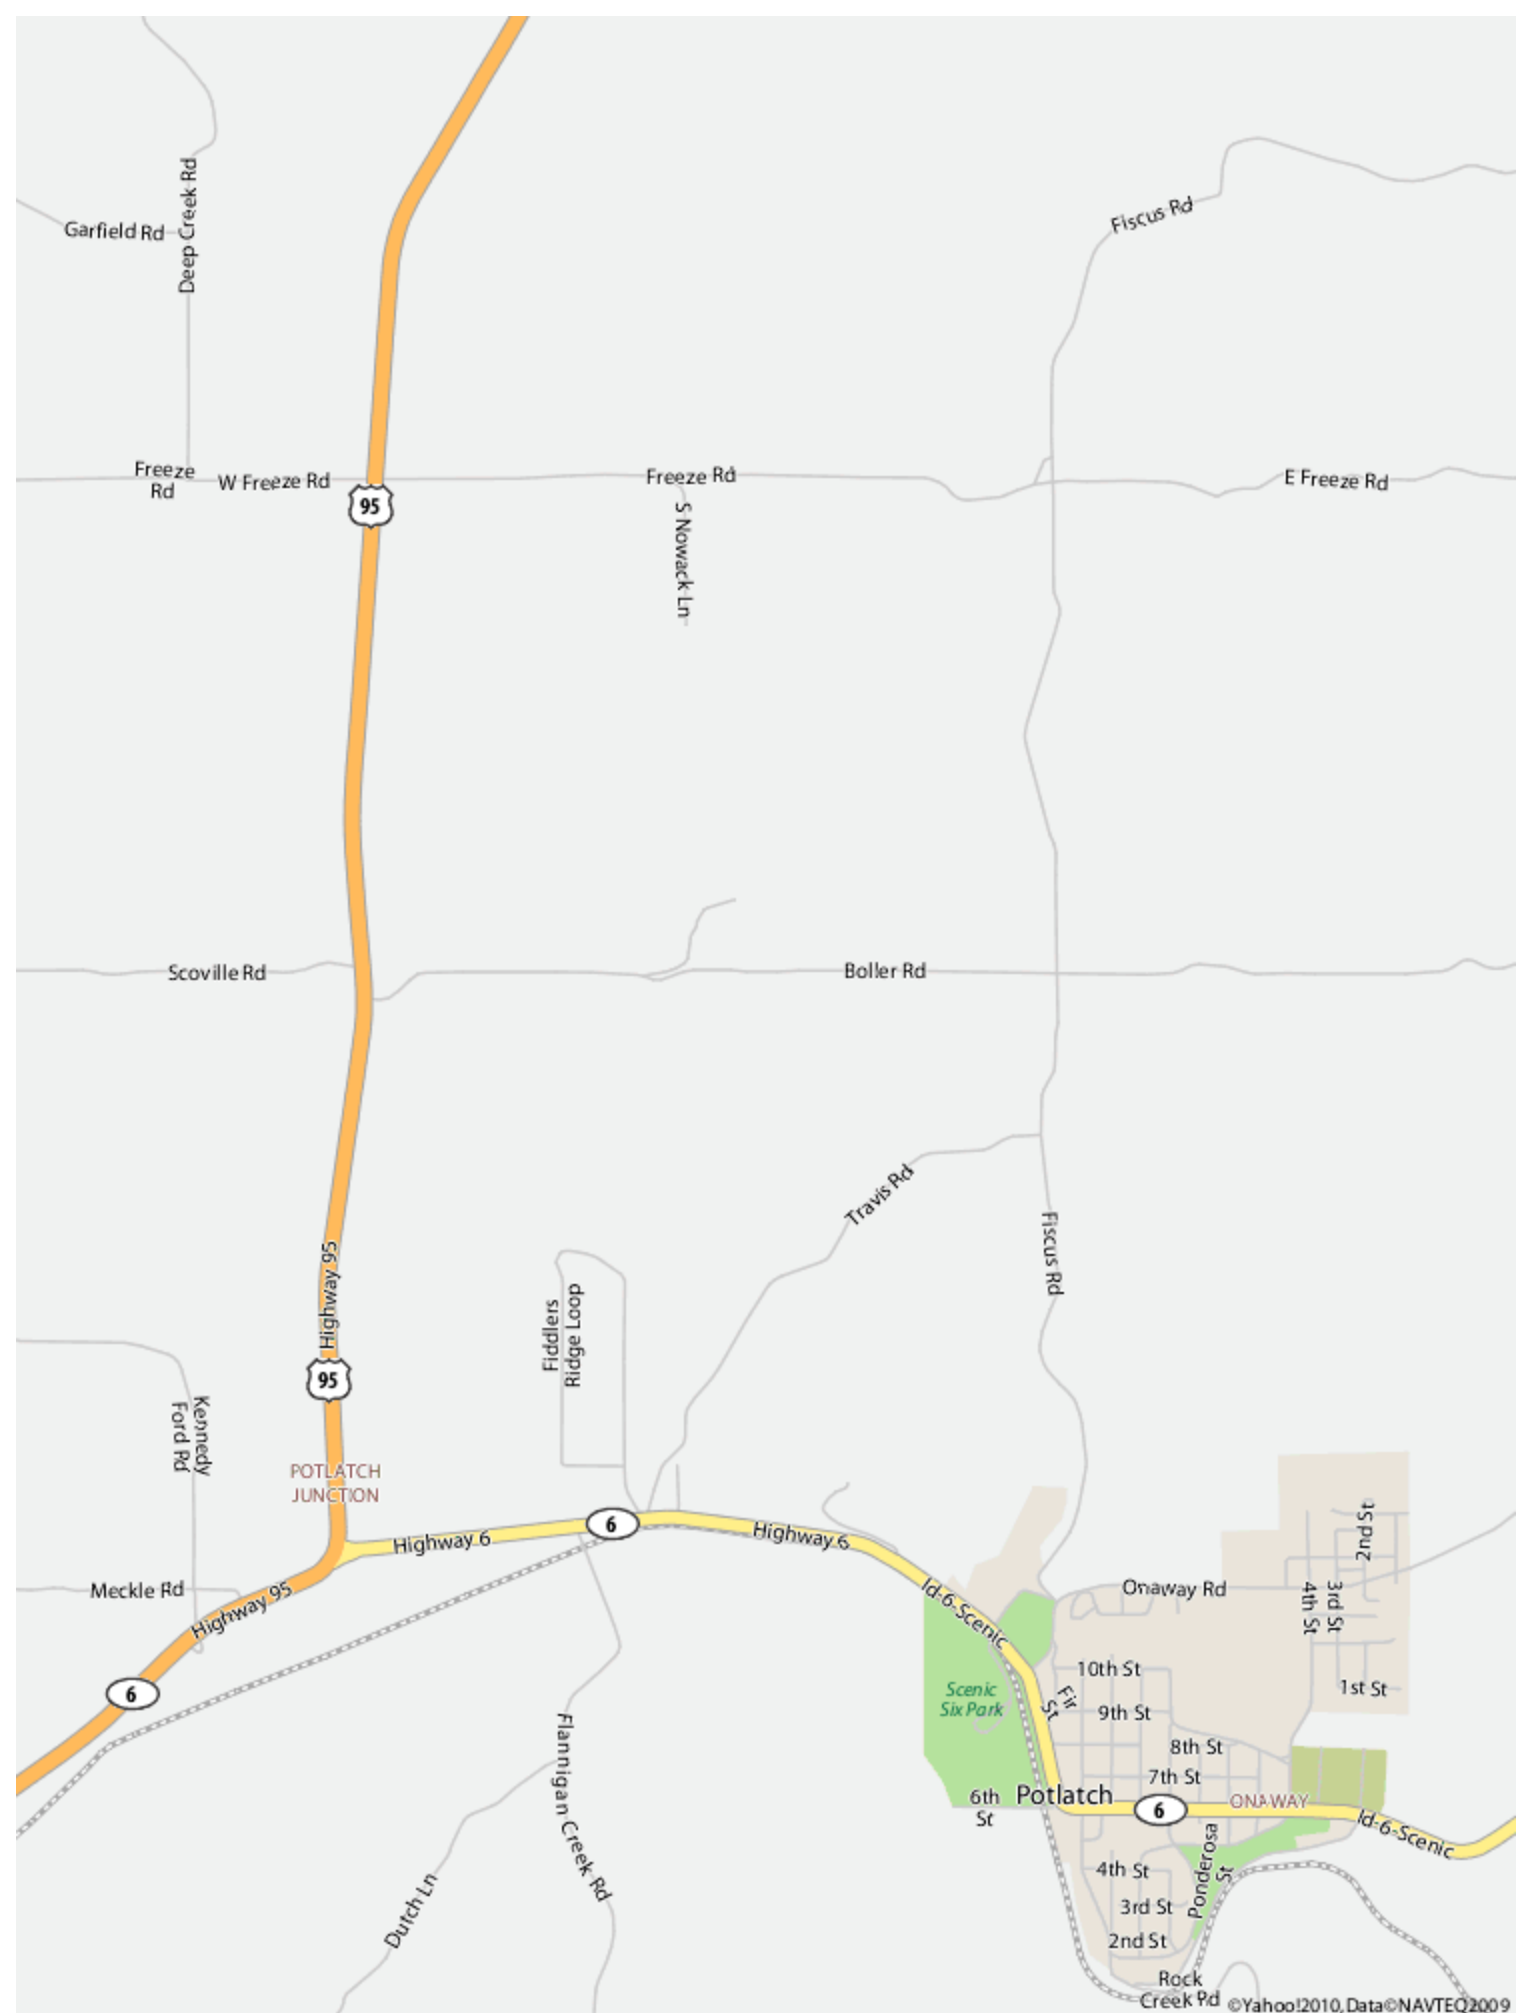 Deep Creek Rd
Garfield Rd
Fiscus Rd
Freeze
Rd
W Freeze Rd
95
Freeze Rd
E Freeze Rd
S Nowack Ln
Scoville Rd
Boller Rd
Travis Rd
Fiscus Rd
Highway 95
Fiddlers
Ridge Loop
95
Kennedy
Ford Rd
POTLATCH
JUNCTION
Highway 6
6
Highway 6
2nd St
Meckle Rd
Highway 95
Id-6-Scenic
Onaway Rd
4th St
3rd St
6
Scenic
Six Park
Fir
St
10th St
1st St
9th St
8th St
7th St
6th
St
Potlatch
6
ONAWAY
Id-6-Scenic
Flannigan Creek Rd
Dutch Ln
4th St
Ponderosa
St
3rd St
2nd St
Rock
Creek Rd
©Yahoo!2010, Data©NAVTEQ2009